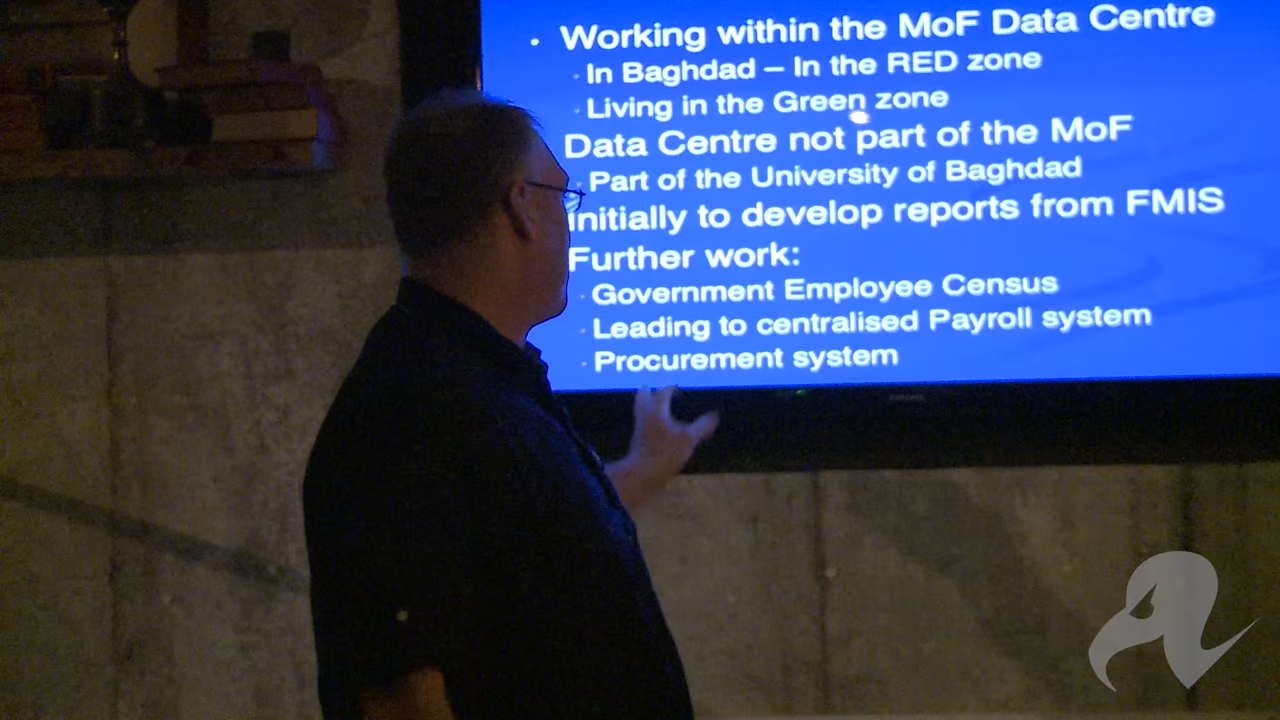 • Working within the MoF Data Centre
· In Baghdad – In the RED zone
· Living in the Green zone
Data Centre not part of the MoF
· Part of the University of Baghdad
Initially to develop reports from FMIS
Further work:
· Government Employee Census
· Leading to centralised Payroll system
· Procurement system